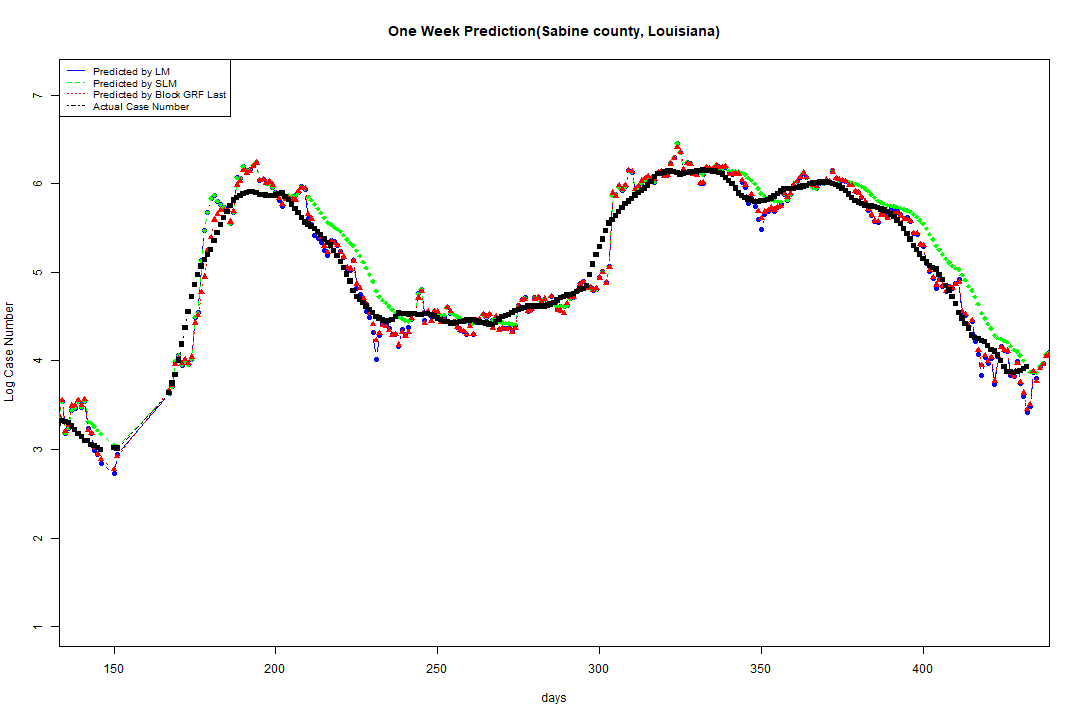 One Week Prediction(Sabine county, Louisiana)
Predicted by LM
Predicted by SLM
Predicted by Block GRF Last
Actual Case Number
7
6
5
4
3
2
1
Log Case Number
150 200 250 300 350 400
days